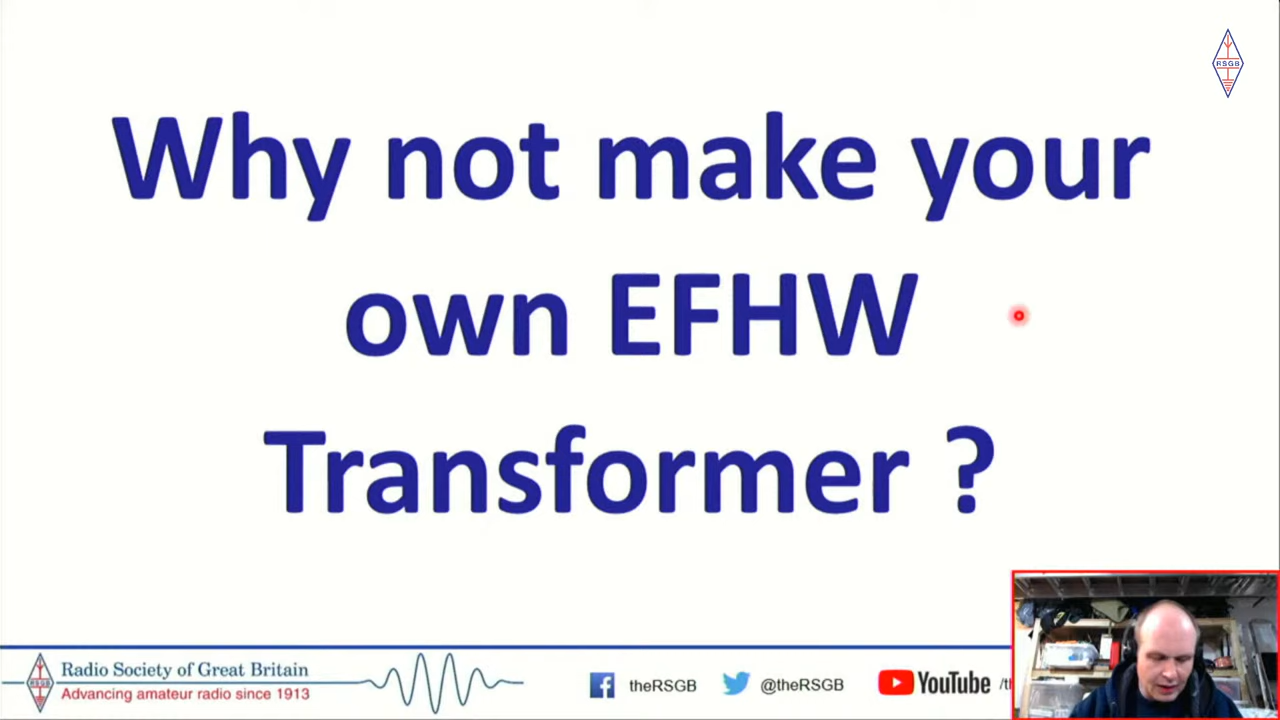 RSGB
Why not make your
own EFHW
Transformer ?
RSGB
Radio Society of Great Britain
Advancing amateur radio since 1913
theRSGB
@theRSGB
YouTube